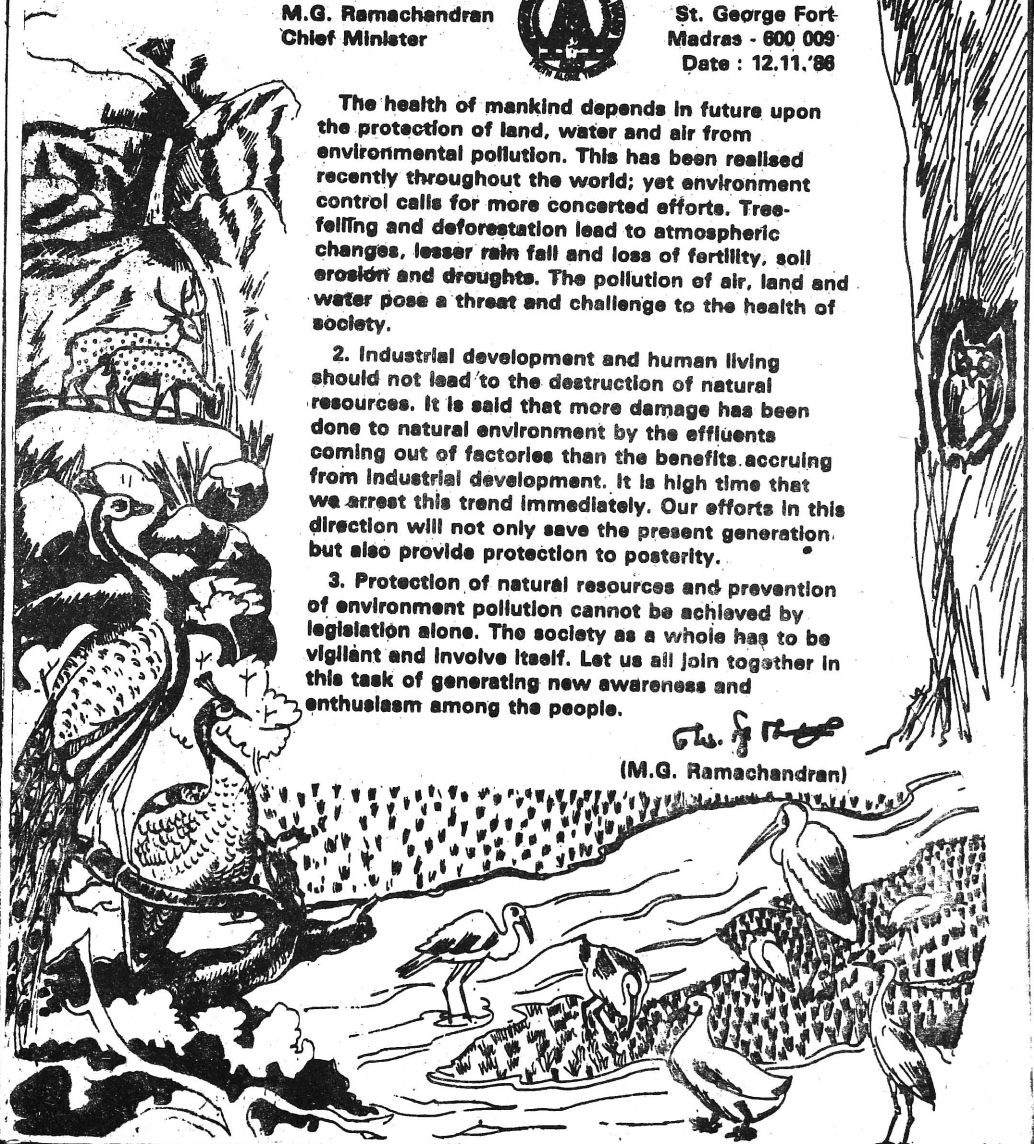 M.G. Ramachandran
Chief Minister
St. George Fort
Madras - 600 009
Date : 12.11.'86
TRUTH ALONE
The health of mankind depends in future upon
the protection of land, water and air from
environmental pollution. This has been realised
recently throughout the world; yet environment
control calls for more concerted efforts. Tree-
felling and deforestation lead to atmospheric
changes, lesser rain fall and loss of fertility, soil
erosion and droughts. The pollution of air, land and
water pose a threat and challenge to the health of
society.
2. Industrial development and human living
should not lead to the destruction of natural
resources. It is said that more damage has been
done to natural environment by the effluents
coming out of factories than the benefits accruing
from industrial development. It is high time that
we arrest this trend immediately. Our efforts in this
direction will not only save the present generation
but also provide protection to posterity.
3. Protection of natural resources and prevention
of environment pollution cannot be achieved by
legislation alone. The society as a whole has to be
vigilant and involve itself. Let us all join together in
this task of generating new awareness and
enthusiasm among the people.
(M.G. Ramachandran)